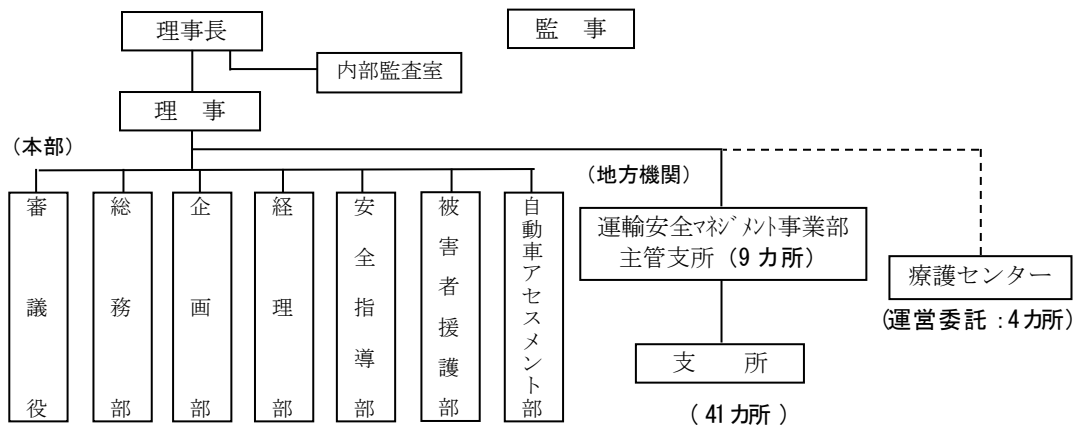 理事長
監 事
内部監査室
理 事
（本部）
（地方機関）
審議役
総務部
企画部
経理部
安全指導部
被害者援護部
自動車アセスメント部
運輸安全マネジメント事業部
主管支所（9カ所）
療護センター
（運営委託：4カ所）
支 所
（41カ所）